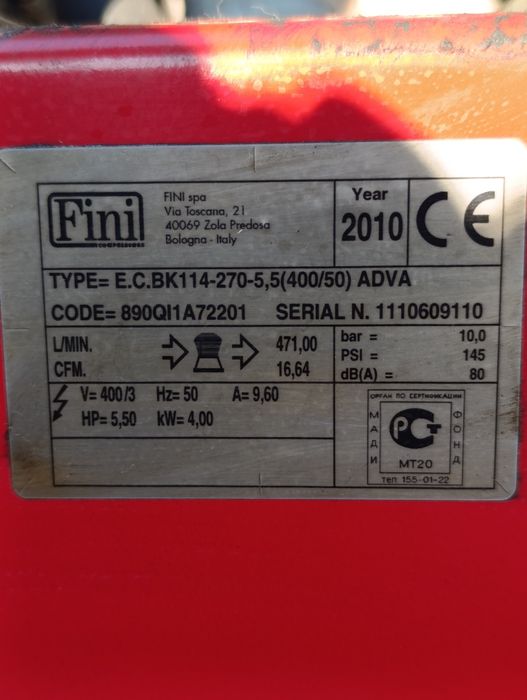 Fini
COMPRESSORS
FINI spa
Via Toscana, 21
40069 Zola Predosa
Bologna - Italy
Year
2010
CE
TYPE= E.C.BK114-270-5,5(400/50) ADVA
CODE= 890QI1A72201 SERIAL N. 1110609110
L/MIN. 471,00
CFM. 16,64
bar = 10,0
PSI = 145
dB(A) = 80
V= 400/3 Hz= 50 A= 9,60
HP= 5,50 kW= 4,00
ОРГАН ПО СЕРТИФИКАЦИИ
МАДИ
ФОНД
РСТ
МТ20
тел. 155-01-22